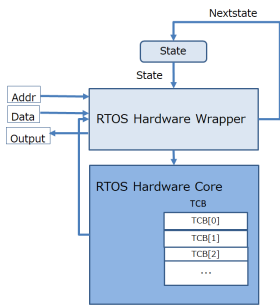 Nextstate
State
State
Addr
Data
Output
RTOS Hardware Wrapper
RTOS Hardware Core
TCB
TCB[0]
TCB[1]
TCB[2]
...